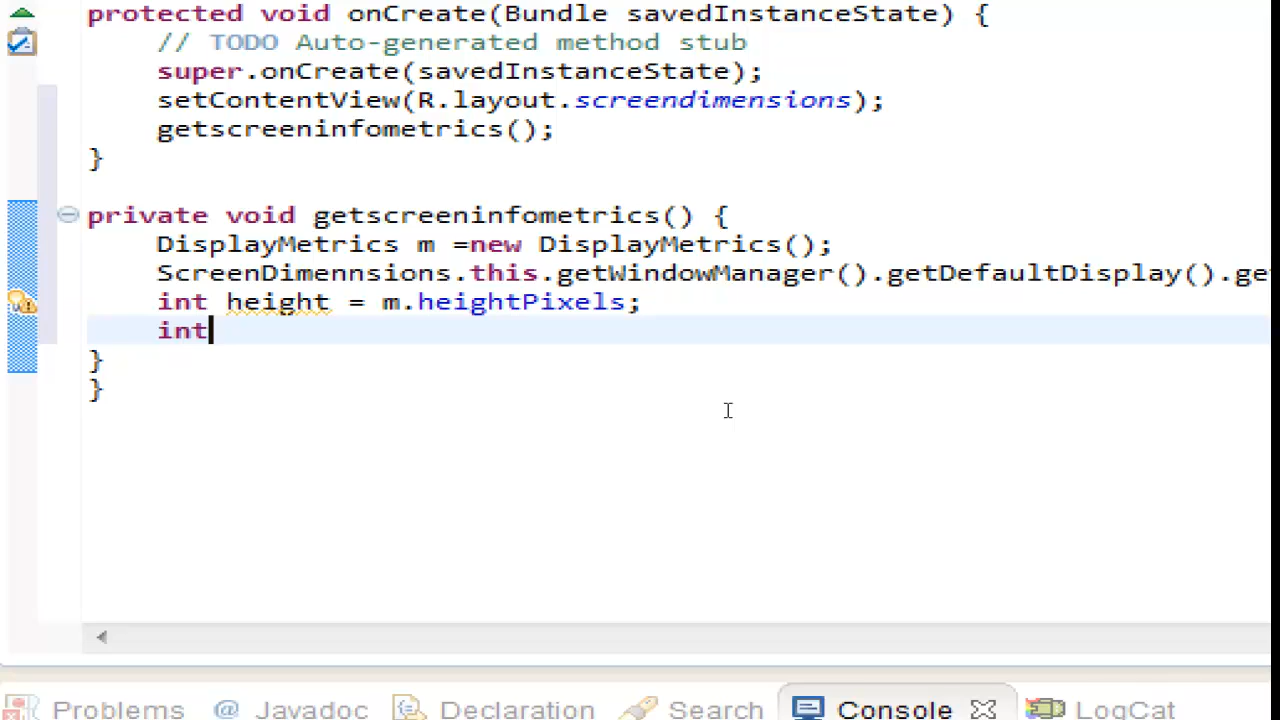 protected void onCreate(Bundle savedInstanceState) {
// TODO Auto-generated method stub
super.onCreate(savedInstanceState);
setContentView(R.layout.screendimensions);
getscreeninfometrics();
}
private void getscreeninfometrics() {
DisplayMetrics m =new DisplayMetrics();
ScreenDimennsions.this.getWindowManager().getDefaultDisplay().ge
int height = m.heightPixels;
int
}
}
Problems @ Javadoc Declaration Search Console LogCat